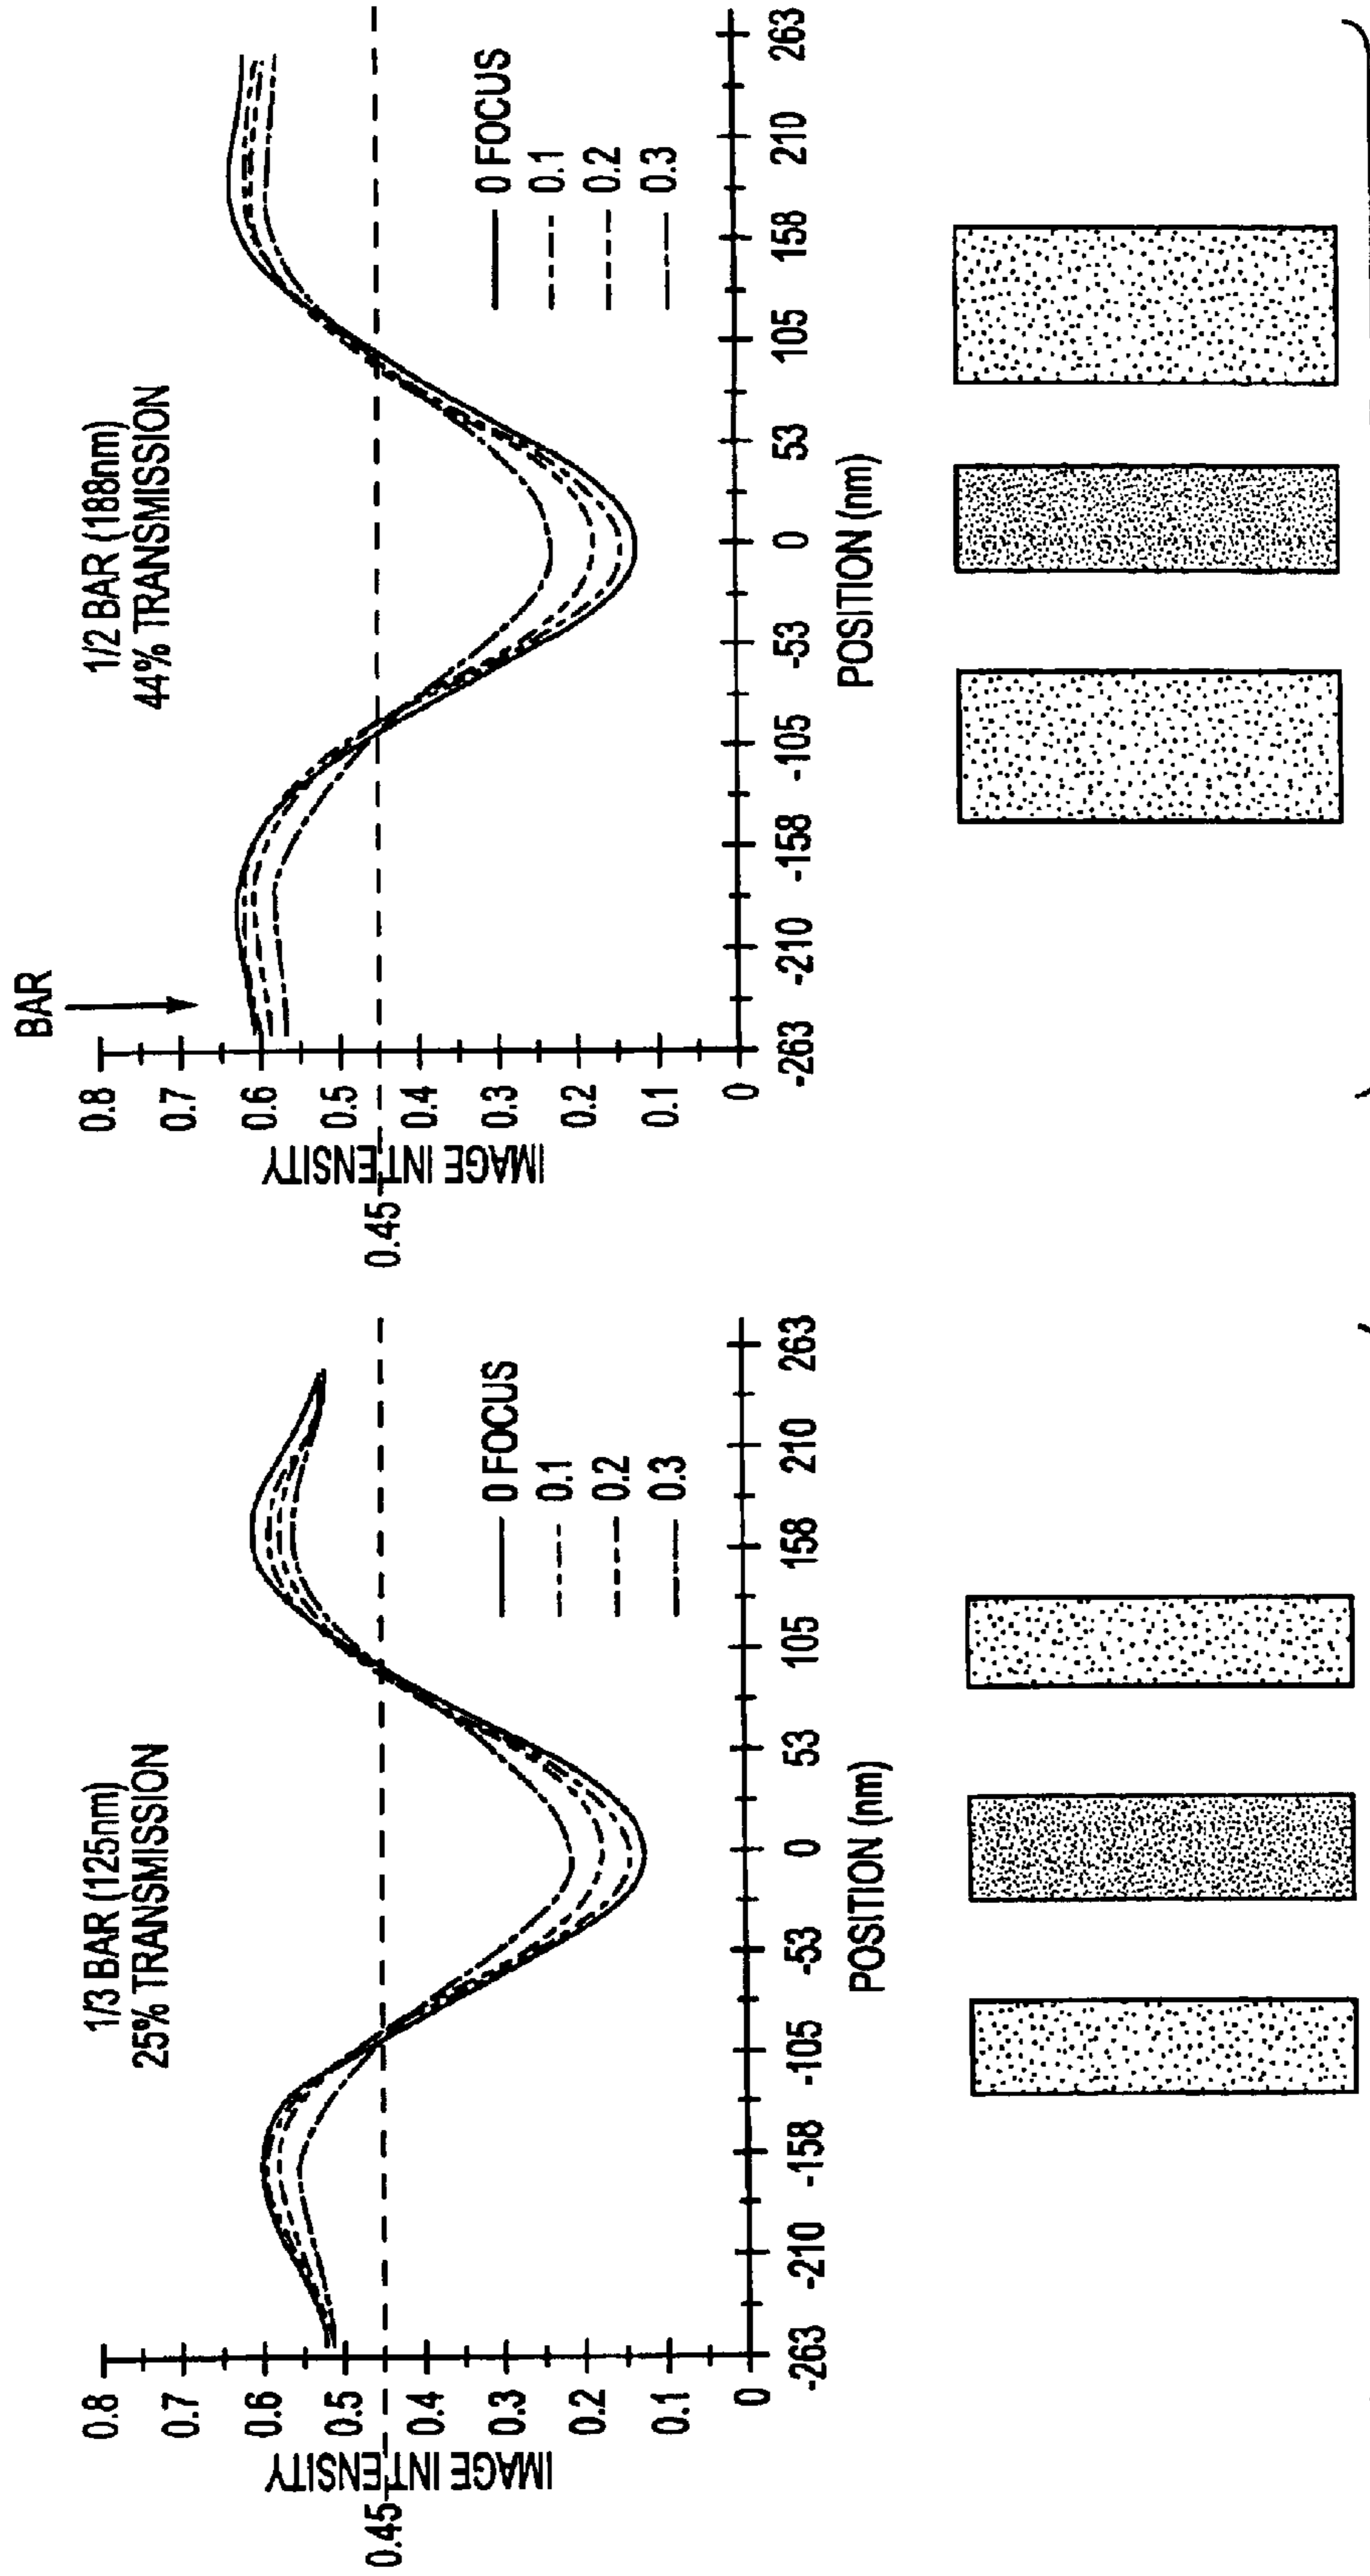 1/3 BAR (125nm)
25% TRANSMISSION
0.8
0.7
0.6
0.5
0.4
0.3
0.2
0.1
0
IMAGE INTENSITY
0.45
0 FOCUS
0.1
0.2
0.3
-263 -210 -158 -105 -53 0 53 105 158 210 263
POSITION (nm)
BAR
1/2 BAR (188nm)
44% TRANSMISSION
0.8
0.7
0.6
0.5
0.4
0.3
0.2
0.1
0
IMAGE INTENSITY
0.45
0 FOCUS
0.1
0.2
0.3
-263 -210 -158 -105 -53 0 53 105 158 210 263
POSITION (nm)